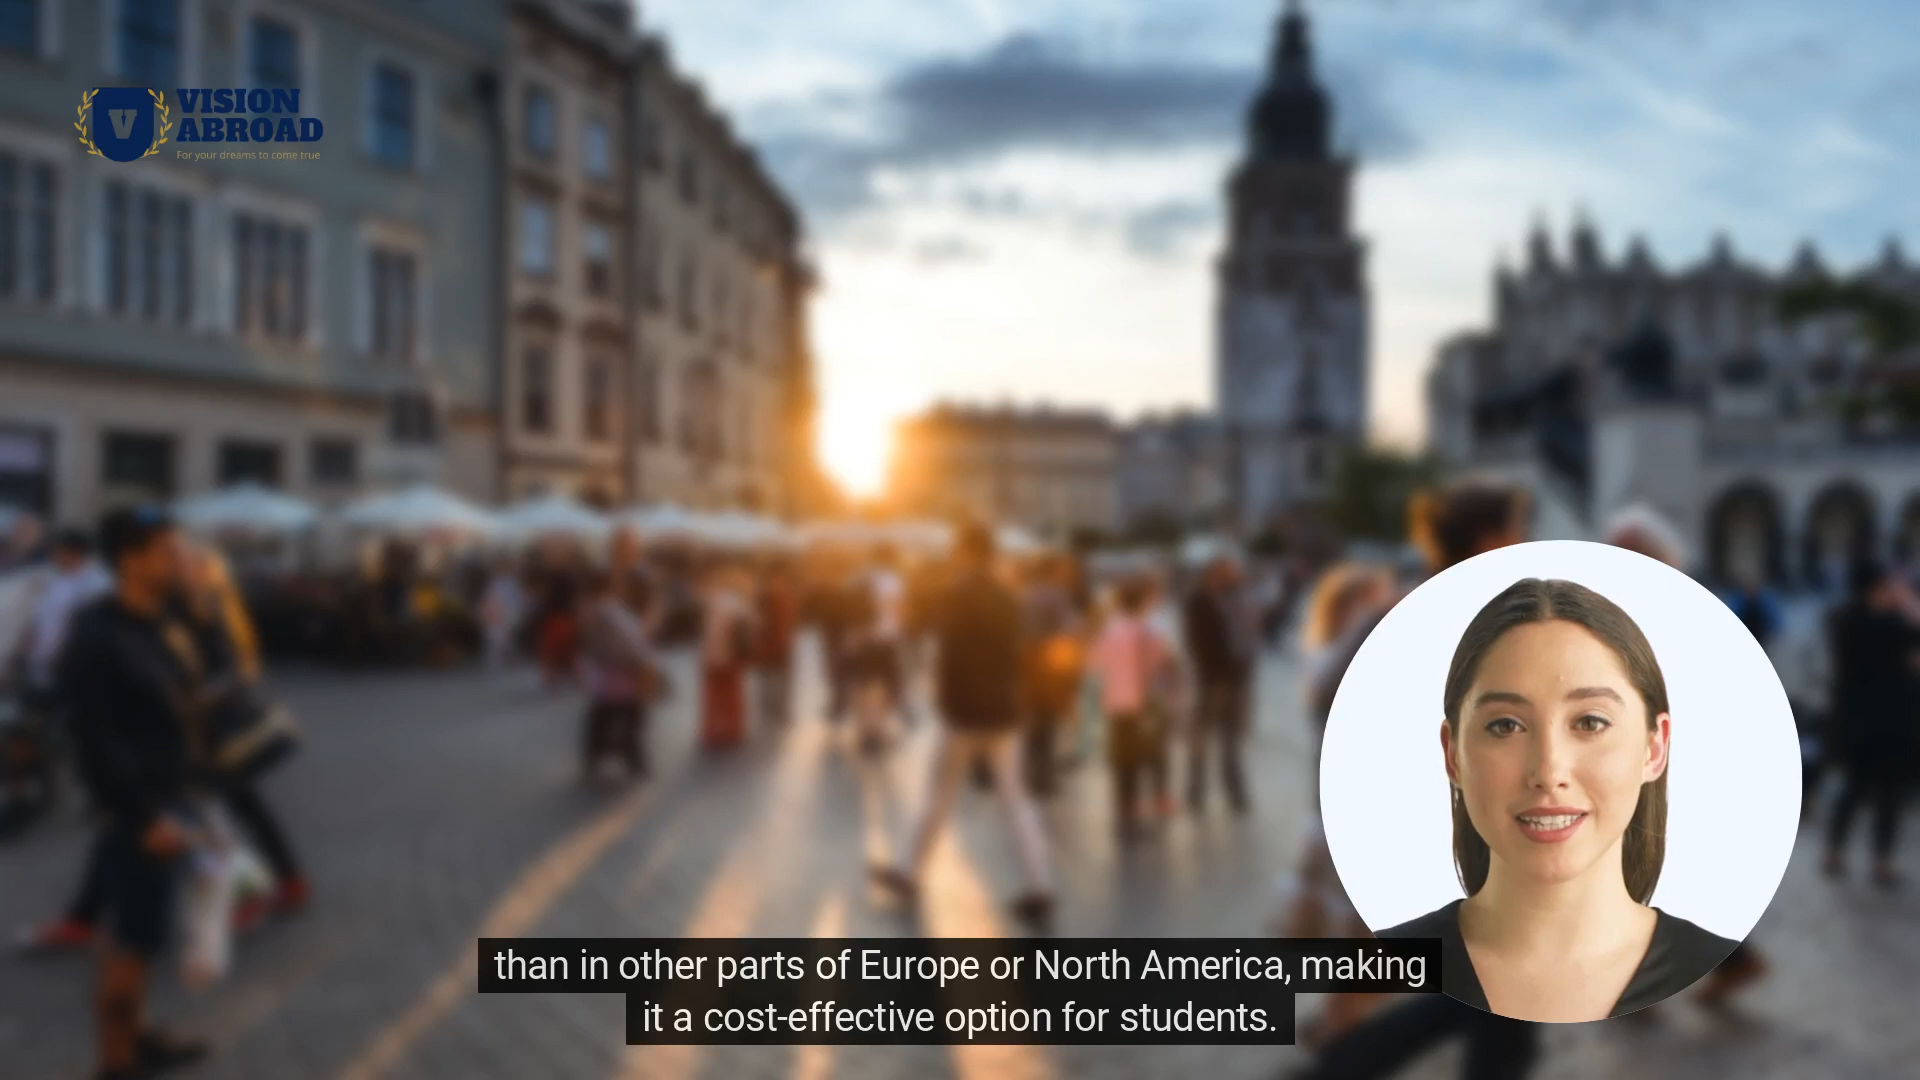 VISION
ABROAD
For your dreams to come true
V
than in other parts of Europe or North America, making
it a cost-effective option for students.